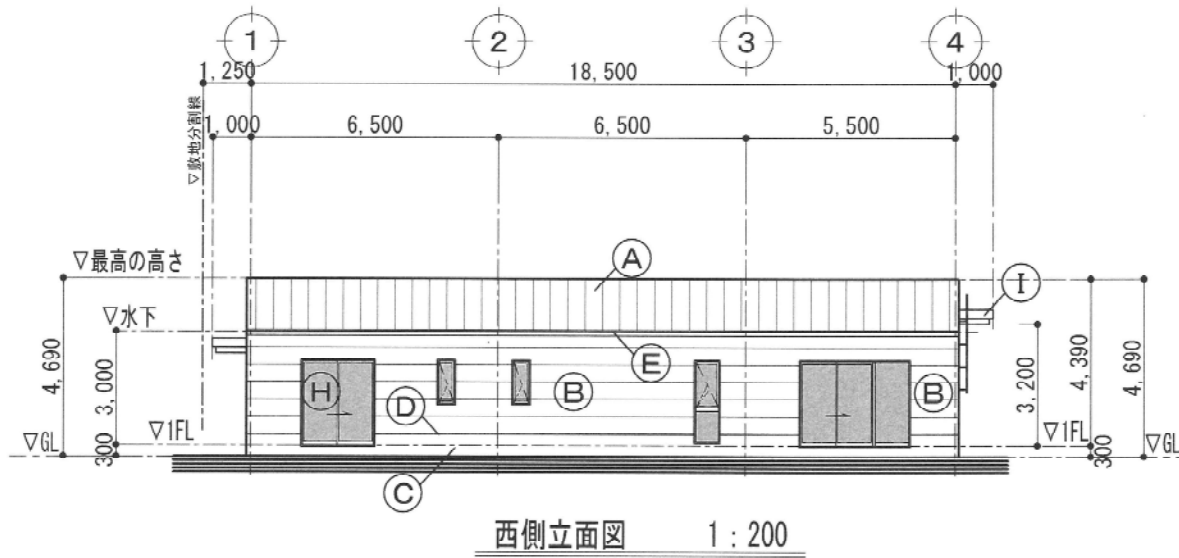 1 2 3 4
1,250 18,500 1,000
1,000 6,500 6,500 5,500
▽敷地分割線
▽最高の高さ
A
I
▽水下
E
4,690
3,000
H
B
B
D
3,200
4,390
4,690
▽1FL
▽1FL
▽GL
300
300
▽GL
C
西側立面図 1:200